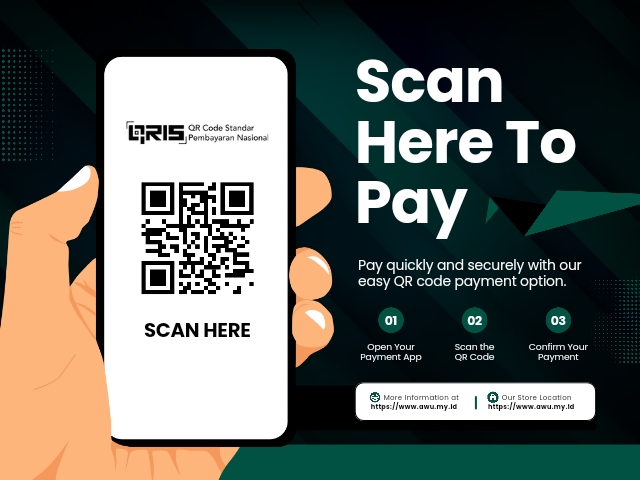 QRIS QR Code Standar
Pembayaran Nasional
SCAN HERE
Scan
Here To
Pay
Pay quickly and securely with our
easy QR code payment option.
01
Open Your
Payment App
02
Scan the
QR Code
03
Confirm Your
Payment
More Information at
https://www.awu.my.id
Our Store Location
https://www.awu.my.id